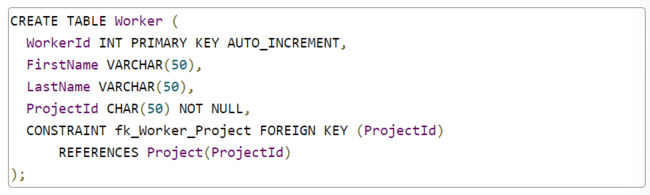 CREATE TABLE Worker (
  WorkerId INT PRIMARY KEY AUTO_INCREMENT,
  FirstName VARCHAR(50),
  LastName VARCHAR(50),
  ProjectId CHAR(50) NOT NULL,
  CONSTRAINT fk_Worker_Project FOREIGN KEY (ProjectId)
      REFERENCES Project(ProjectId)
);